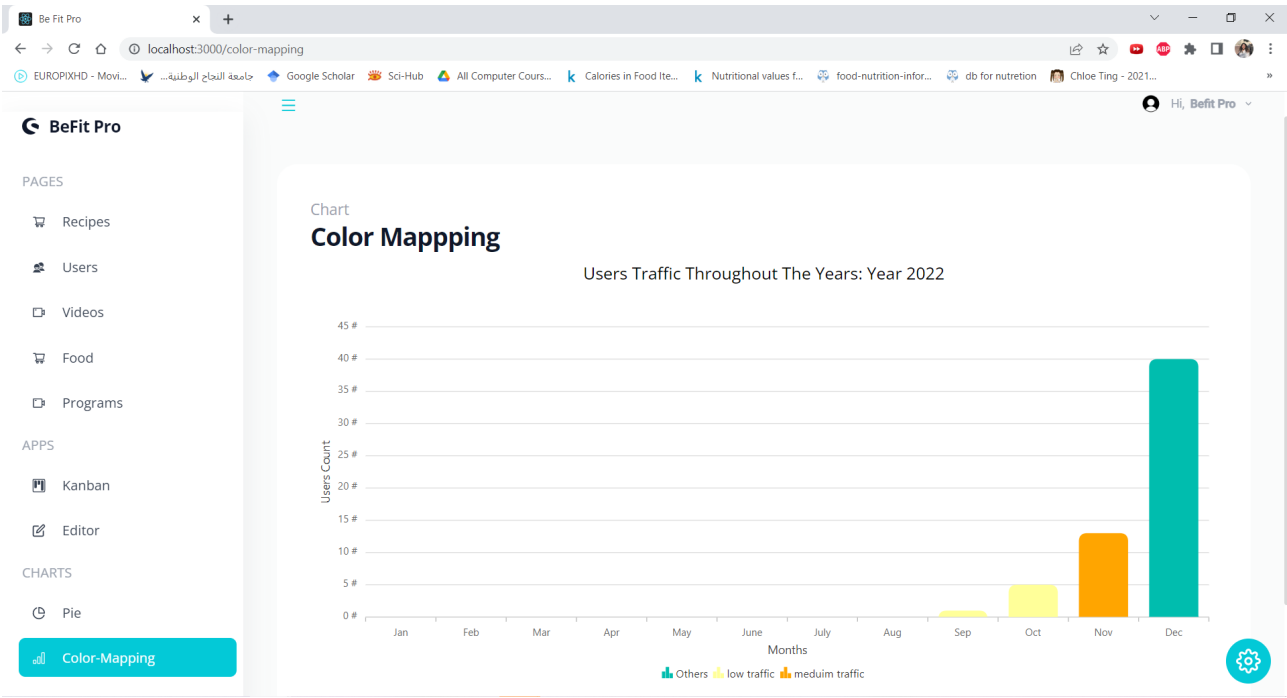 Be Fit Pro
localhost:3000/color-mapping
ABP
EUROPIXHD - Movi...
جامعة النجاح الوطنية...
Google Scholar
Sci-Hub
All Computer Cours...
k Calories in Food Ite...
k Nutritional values f...
food-nutrition-infor...
db for nutretion
Chloe Ting - 2021...
»
BeFit Pro
Hi, Befit Pro
PAGES
Recipes
Users
Videos
Food
Programs
APPS
Kanban
Editor
CHARTS
Pie
Color-Mapping
Chart
Color Mappping
Users Traffic Throughout The Years: Year 2022
Users Count
45 #
40 #
35 #
30 #
25 #
20 #
15 #
10 #
5 #
0 #
Jan Feb Mar Apr May June July Aug Sep Oct Nov Dec
Months
Others low traffic meduim traffic